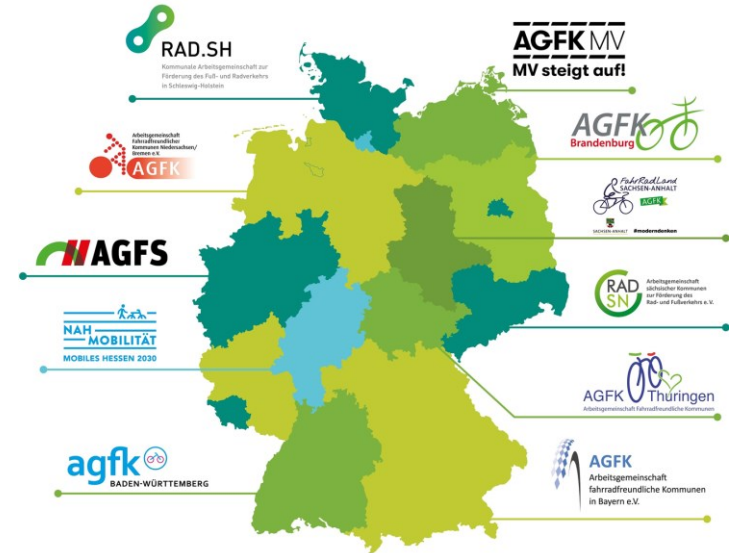 RAD.SH
Kommunale Arbeitsgemeinschaft zur
Förderung des Fuß- und Radverkehrs
in Schleswig-Holstein
AGFK MV
MV steigt auf!
Arbeitsgemeinschaft
Fahrradfreundlicher
Kommunen Niedersachsen/
Bremen e.V.
AGFK
AGFK
Brandenburg
FahrRadLand
SACHSEN-ANHALT
AGFK
SACHSEN-ANHALT #moderndenken
AGFS
RAD
SN
Arbeitsgemeinschaft
sächsischer Kommunen
zur Förderung des
Rad- und Fußverkehrs e. V.
NAH
MOBILITÄT
MOBILES HESSEN 2030
AGFK Thüringen
Arbeitsgemeinschaft Fahrradfreundliche Kommunen
agfk
BADEN-WÜRTTEMBERG
AGFK
Arbeitsgemeinschaft
fahrradfreundliche Kommunen
in Bayern e.V.